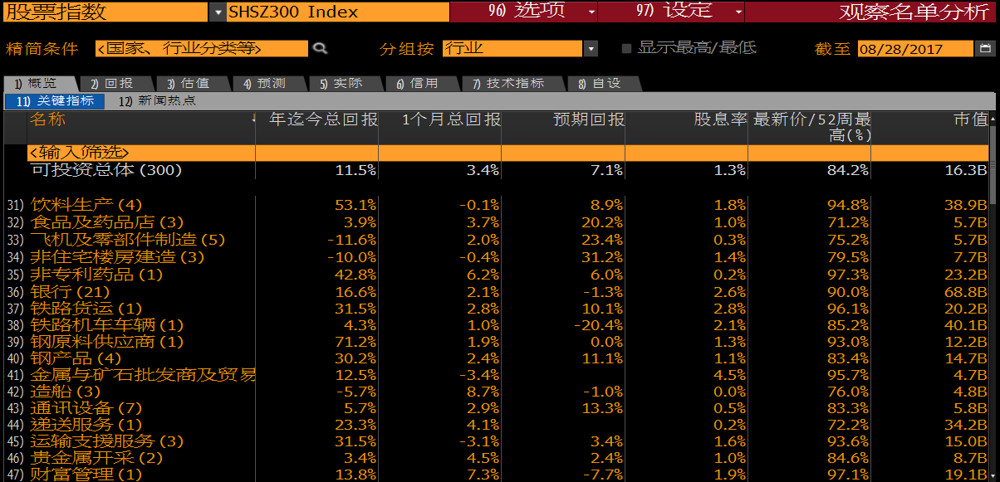 股票指数 SHSZ300 Index 96) 选项 97) 设定 观察名单分析
精简条件 <国家、行业分类等> 分组按 行业 显示最高/最低 截至 08/28/2017
1) 概览 2) 回报 3) 估值 4) 预测 5) 实际 6) 信用 7) 技术指标 8) 自设
11) 关键指标 12) 新闻热点
名称 年迄今总回报 1个月总回报 预期回报 股息率 最新价/52周最高(%) 市值
<输入筛选>
可投资总体 (300) 11.5% 3.4% 7.1% 1.3% 84.2% 16.3B
31) 饮料生产 (4) 53.1% -0.1% 8.9% 1.8% 94.8% 38.9B
32) 食品及药品店 (3) 3.9% 3.7% 20.2% 1.0% 71.2% 5.7B
33) 飞机及零部件制造 (5) -11.6% 2.0% 23.4% 0.3% 75.2% 5.7B
34) 非住宅楼房建造 (3) -10.0% -0.4% 31.2% 1.4% 79.5% 7.7B
35) 非专利药品 (1) 42.8% 6.2% 6.0% 0.2% 97.3% 23.2B
36) 银行 (21) 16.6% 2.1% -1.3% 2.6% 90.0% 68.8B
37) 铁路货运 (1) 31.5% 2.8% 10.1% 2.8% 96.1% 20.2B
38) 铁路机车车辆 (1) 4.3% 1.0% -20.4% 2.1% 85.2% 40.1B
39) 钢原料供应商 (1) 71.2% 1.9% 0.0% 1.3% 93.0% 12.2B
40) 钢产品 (4) 30.2% 2.4% 11.1% 1.1% 83.4% 14.7B
41) 金属与矿石批发商及贸易 12.5% -3.4% 4.5% 95.7% 4.7B
42) 造船 (3) -5.7% 8.7% -1.0% 0.0% 76.0% 4.8B
43) 通讯设备 (7) 5.7% 2.9% 13.3% 0.5% 83.3% 5.8B
44) 递送服务 (1) 23.3% 4.1% 0.2% 72.2% 34.2B
45) 运输支援服务 (3) 31.5% -3.1% 3.4% 1.6% 93.6% 15.0B
46) 贵金属开采 (2) 3.4% 4.5% 2.4% 1.0% 84.6% 8.7B
47) 财富管理 (1) 13.8% 7.3% -7.7% 1.9% 97.1% 19.1B